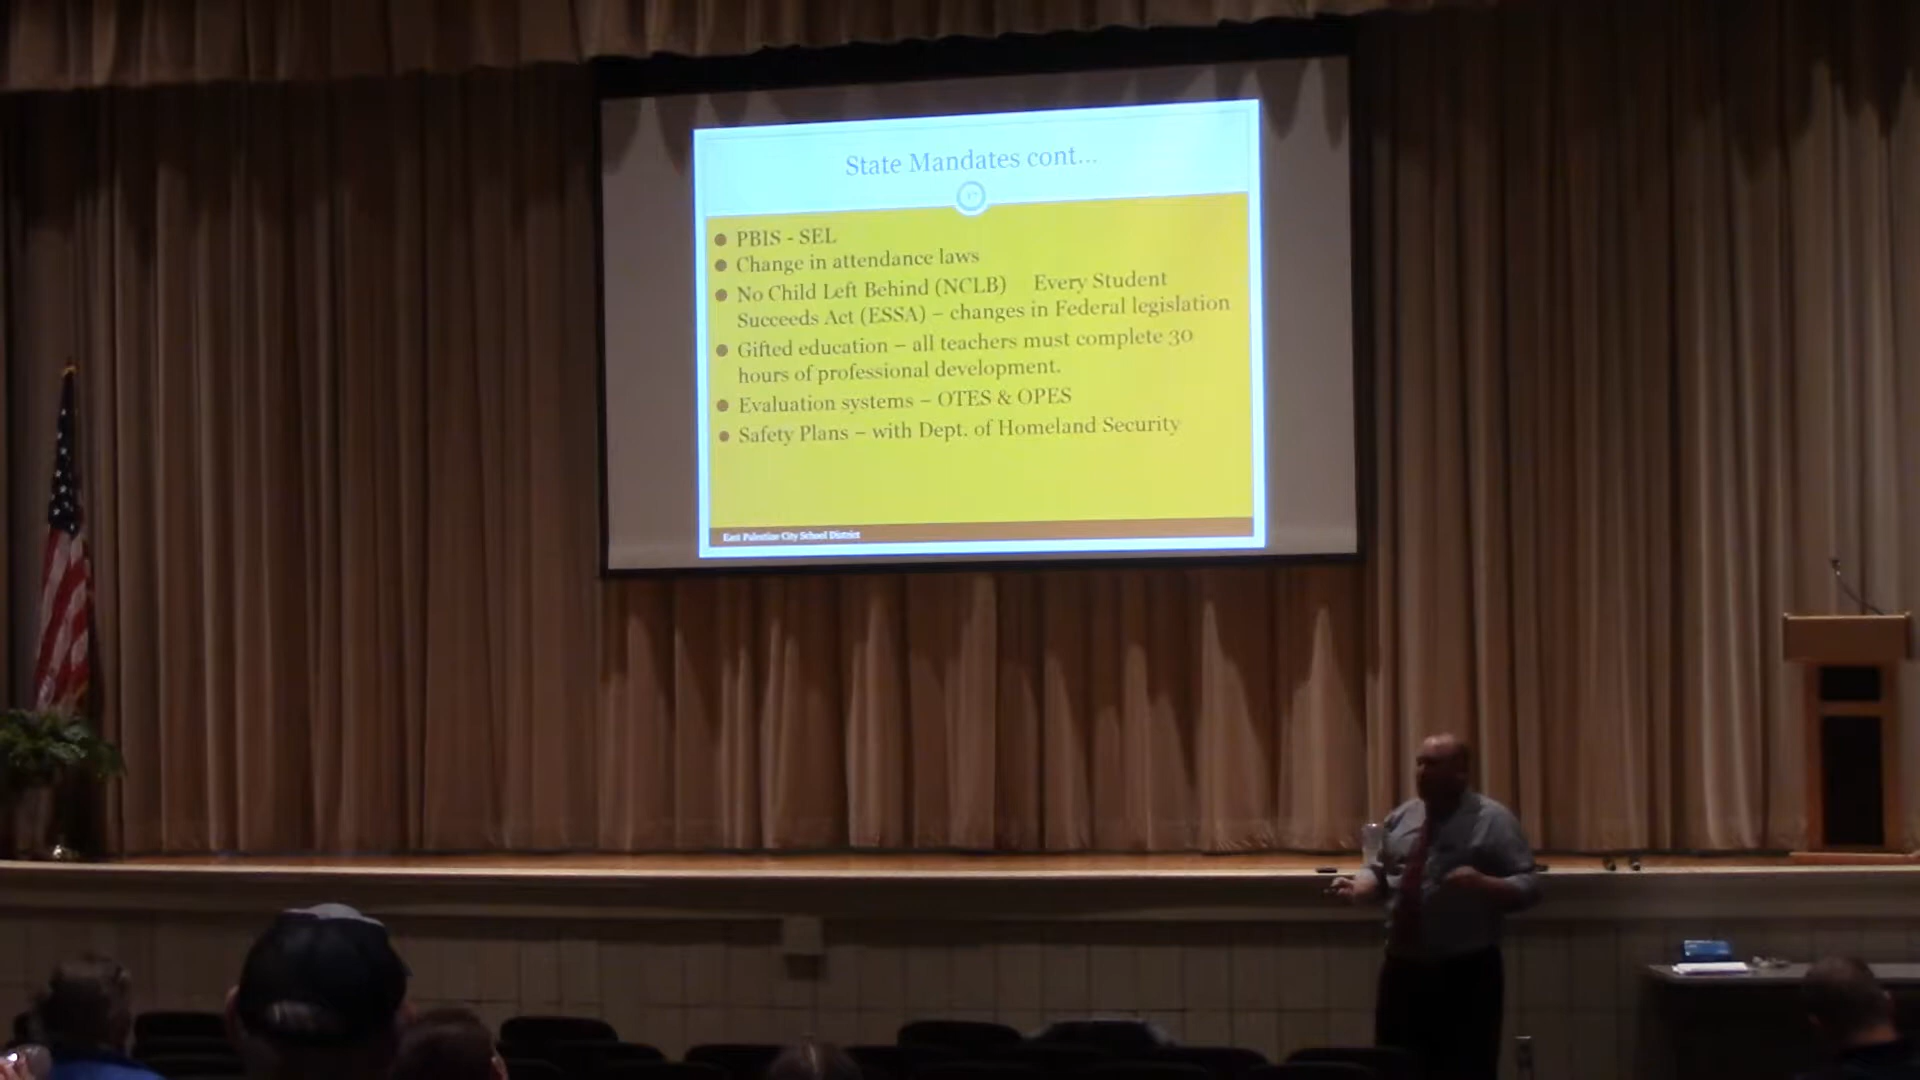 State Mandates cont...
PBIS - SEL
Change in attendance laws
No Child Left Behind (NCLB) Every Student
Succeeds Act (ESSA) – changes in Federal legislation
Gifted education – all teachers must complete 30
hours of professional development.
Evaluation systems – OTES & OPES
Safety Plans – with Dept. of Homeland Security
East Palestine City School District